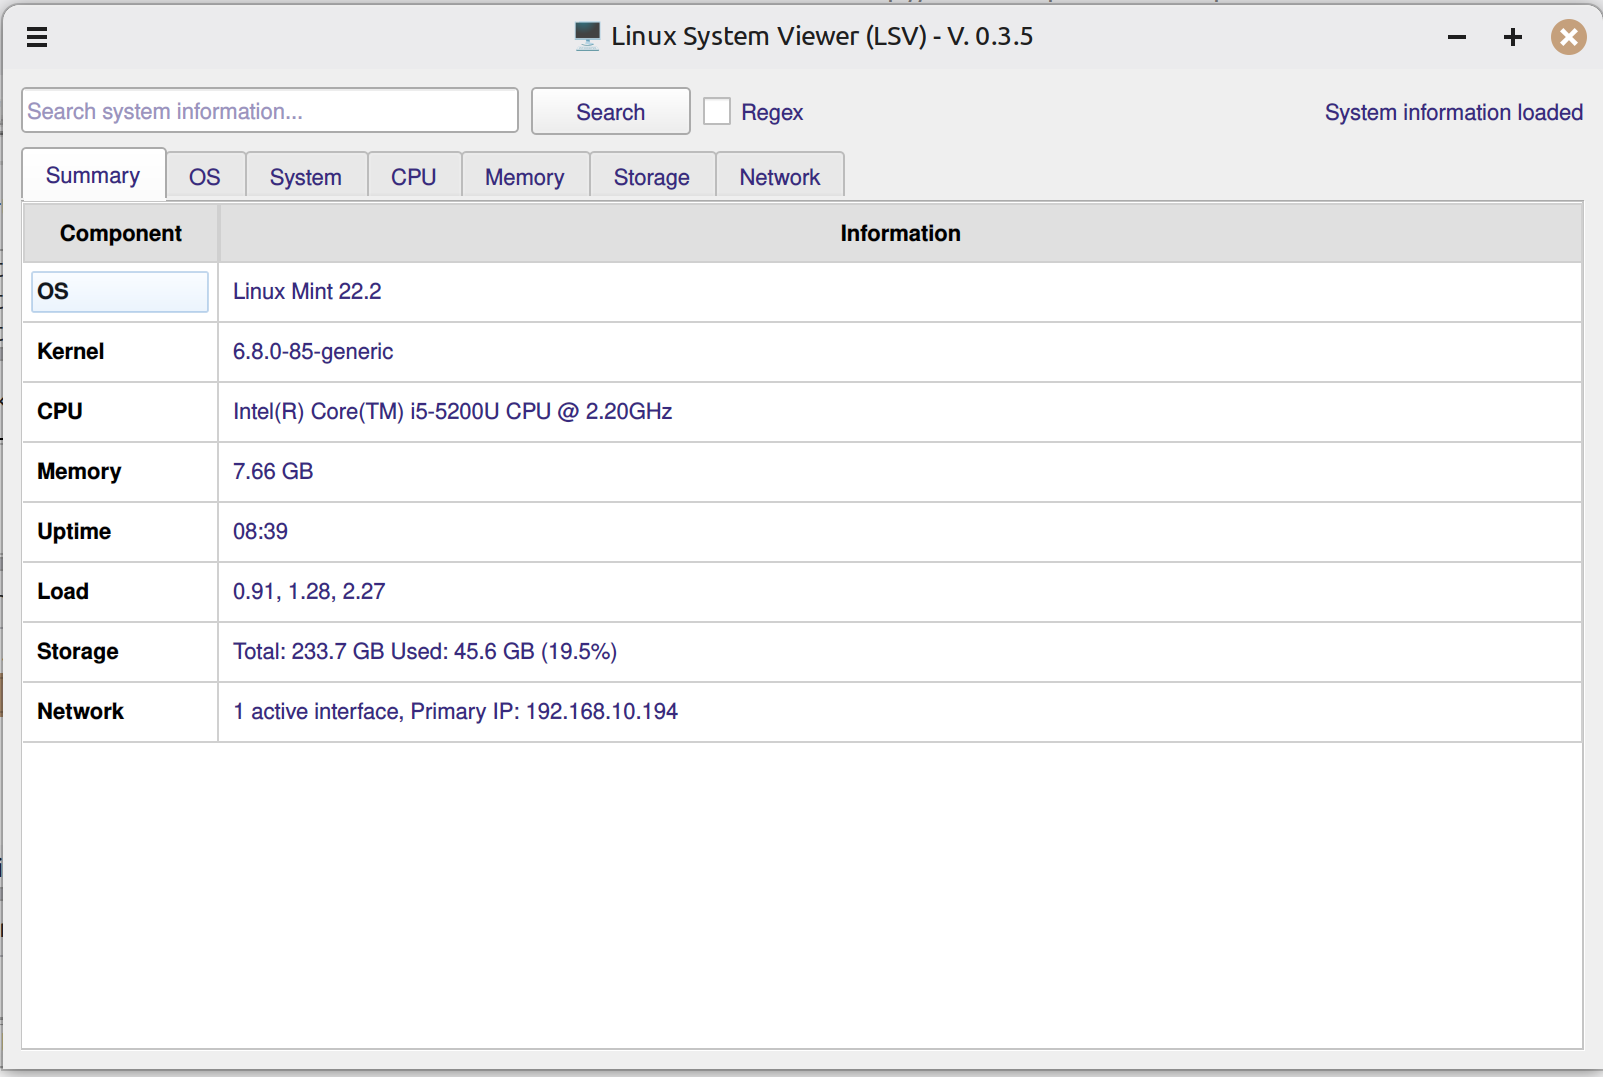 Linux System Viewer (LSV) - V. 0.3.5
Search system information... Search Regex System information loaded
Summary OS System CPU Memory Storage Network
Component Information
OS Linux Mint 22.2
Kernel 6.8.0-85-generic
CPU Intel(R) Core(TM) i5-5200U CPU @ 2.20GHz
Memory 7.66 GB
Uptime 08:39
Load 0.91, 1.28, 2.27
Storage Total: 233.7 GB Used: 45.6 GB (19.5%)
Network 1 active interface, Primary IP: 192.168.10.194